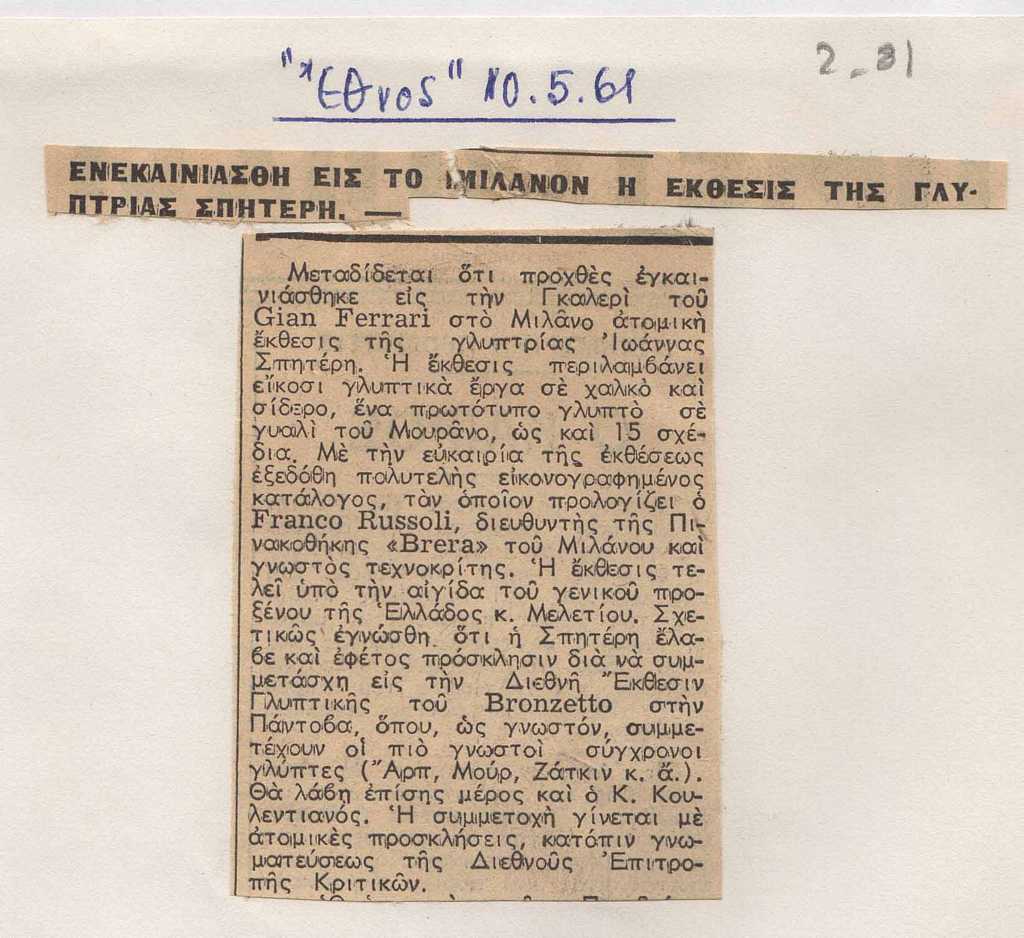 "Έθνος" 10.5.61
2-81
ΕΝΕΚΑΙΝΙΑΣΘΗ ΕΙΣ ΤΟ ΜΙΛΑΝΟΝ Η ΕΚΘΕΣΙΣ ΤΗΣ ΓΛΥ-
ΠΤΡΙΑΣ ΣΠΗΤΕΡΗ. —
Μεταδίδεται ὅτι προχθὲς ἐγκαι-
νιάσθηκε εἰς τὴν Γκαλερὶ τοῦ
Gian Ferrari στὸ Μιλᾶνο ἀτομικὴ
ἔκθεσις τῆς γλυπτρίας Ἰωάννας
Σπητέρη. Ἡ ἔκθεσις περιλαμβάνει
εἴκοσι γλυπτικὰ ἔργα σὲ χαλκὸ καὶ
σίδερο, ἕνα πρωτότυπο γλυπτὸ σὲ
γυαλὶ τοῦ Μουρᾶνο, ὡς καὶ 15 σχέ-
δια. Μὲ τὴν εὐκαιρία τῆς ἐκθέσεως
ἐξεδόθη πολυτελὴς εἰκονογραφημένος
κατάλογος, τὸν ὁποῖον προλογίζει ὁ
Franco Russoli, διευθυντὴς τῆς Πι-
νακοθήκης «Brera» τοῦ Μιλάνου καὶ
γνωστὸς τεχνοκρίτης. Ἡ ἔκθεσις τε-
λεῖ ὑπὸ τὴν αἰγίδα τοῦ γενικοῦ προ-
ξένου τῆς Ἑλλάδος κ. Μελετίου. Σχε-
τικῶς ἐγνώσθη ὅτι ἡ Σπητέρη ἔλα-
βε καὶ ἐφέτος πρόσκλησιν διὰ νὰ συμ-
μετάσχη εἰς τὴν Διεθνῆ Ἔκθεσιν
Γλυπτικῆς τοῦ Bronzetto στὴν
Πάντοβα, ὅπου, ὡς γνωστόν, συμμε-
τέχουν οἱ πιὸ γνωστοὶ σύγχρονοι
γλύπτες (Ἄρπ, Μούρ, Ζάτκιν κ. ἄ.).
Θὰ λάβη ἐπίσης μέρος καὶ ὁ Κ. Κου-
λεντιανός. Ἡ συμμετοχὴ γίνεται μὲ
ἀτομικὲς προσκλήσεις, κατόπιν γνω-
ματεύσεως τῆς Διεθνοῦς Ἐπιτρο-
πῆς Κριτικῶν.